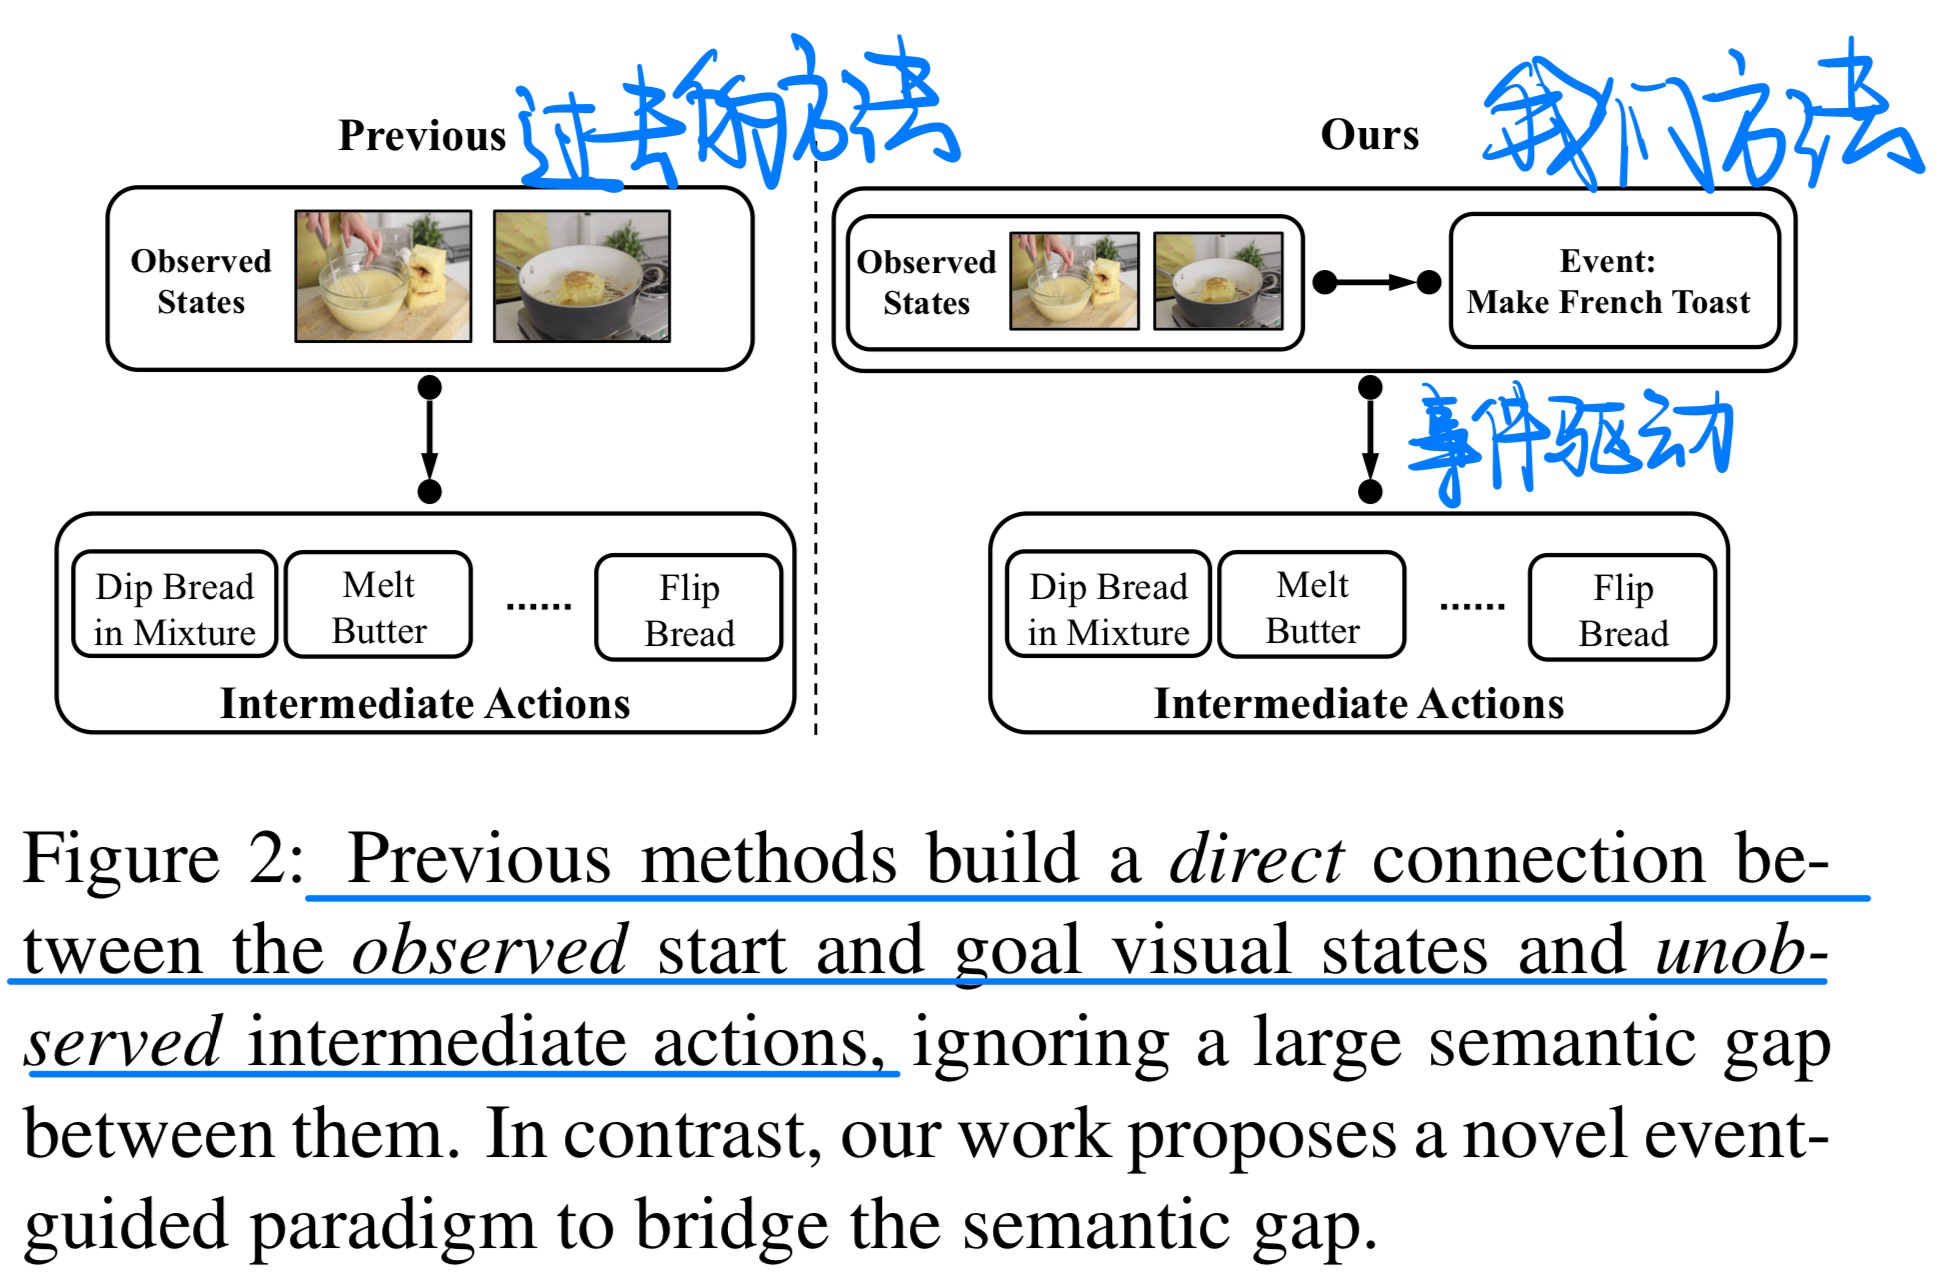 Previous 过去的方法
Ours 我们方法
Observed
States
Observed
States
Event:
Make French Toast
事件驱动
Dip Bread
in Mixture
Melt
Butter
......
Flip
Bread
Intermediate Actions
Dip Bread
in Mixture
Melt
Butter
......
Flip
Bread
Intermediate Actions
Figure 2: Previous methods build a direct connection be-
tween the observed start and goal visual states and unob-
served intermediate actions, ignoring a large semantic gap
between them. In contrast, our work proposes a novel event-
guided paradigm to bridge the semantic gap.